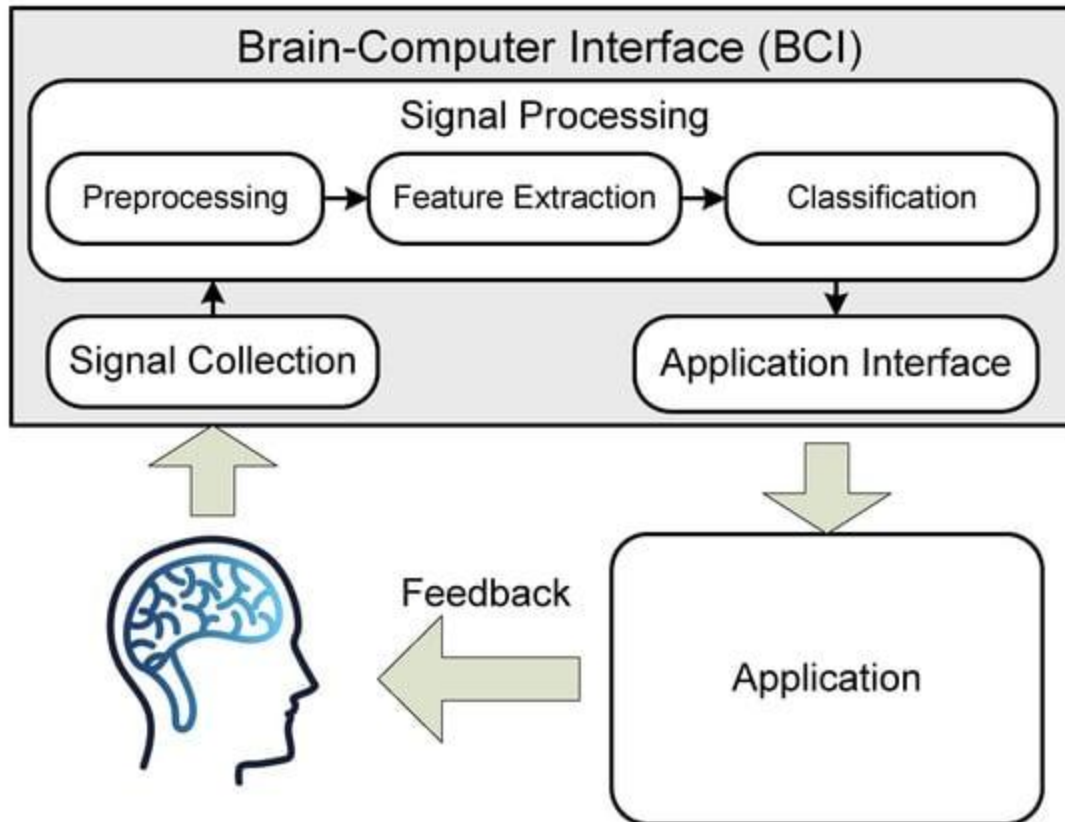 Brain-Computer Interface (BCI)
Signal Processing
Preprocessing
Feature Extraction
Classification
Signal Collection
Application Interface
Feedback
Application